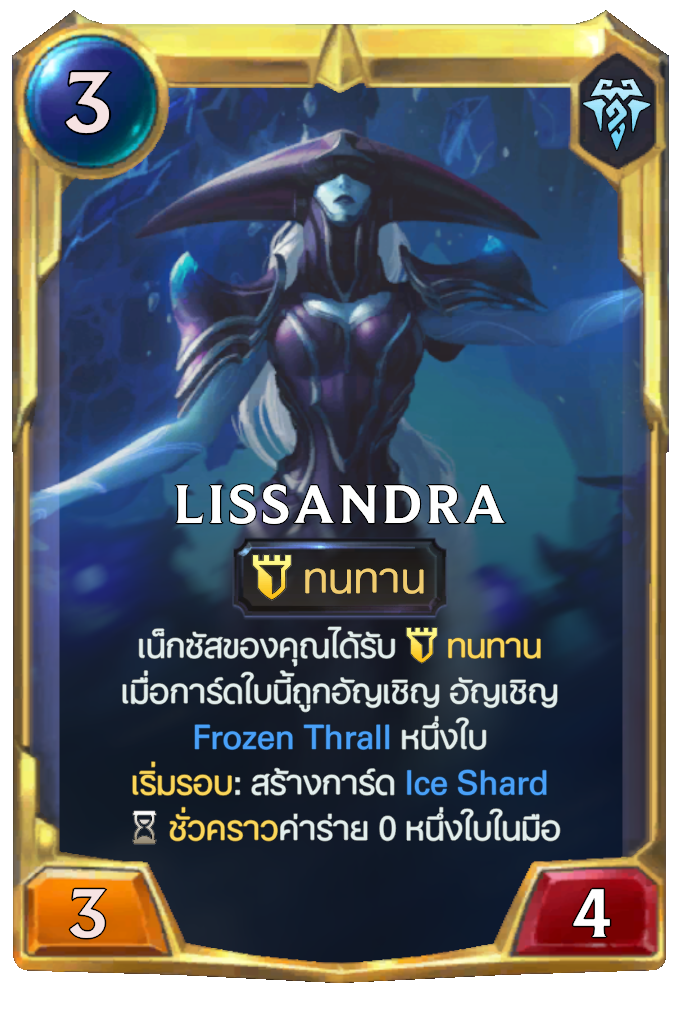 3
LISSANDRA
ทนทาน
เน็กซัสของคุณได้รับ ทนทาน
เมื่อการ์ดใบนี้ถูกอัญเชิญ อัญเชิญ
Frozen Thrall หนึ่งใบ
เริ่มรอบ: สร้างการ์ด Ice Shard
ชั่วคราวค่าร่าย 0 หนึ่งใบในมือ
3
4